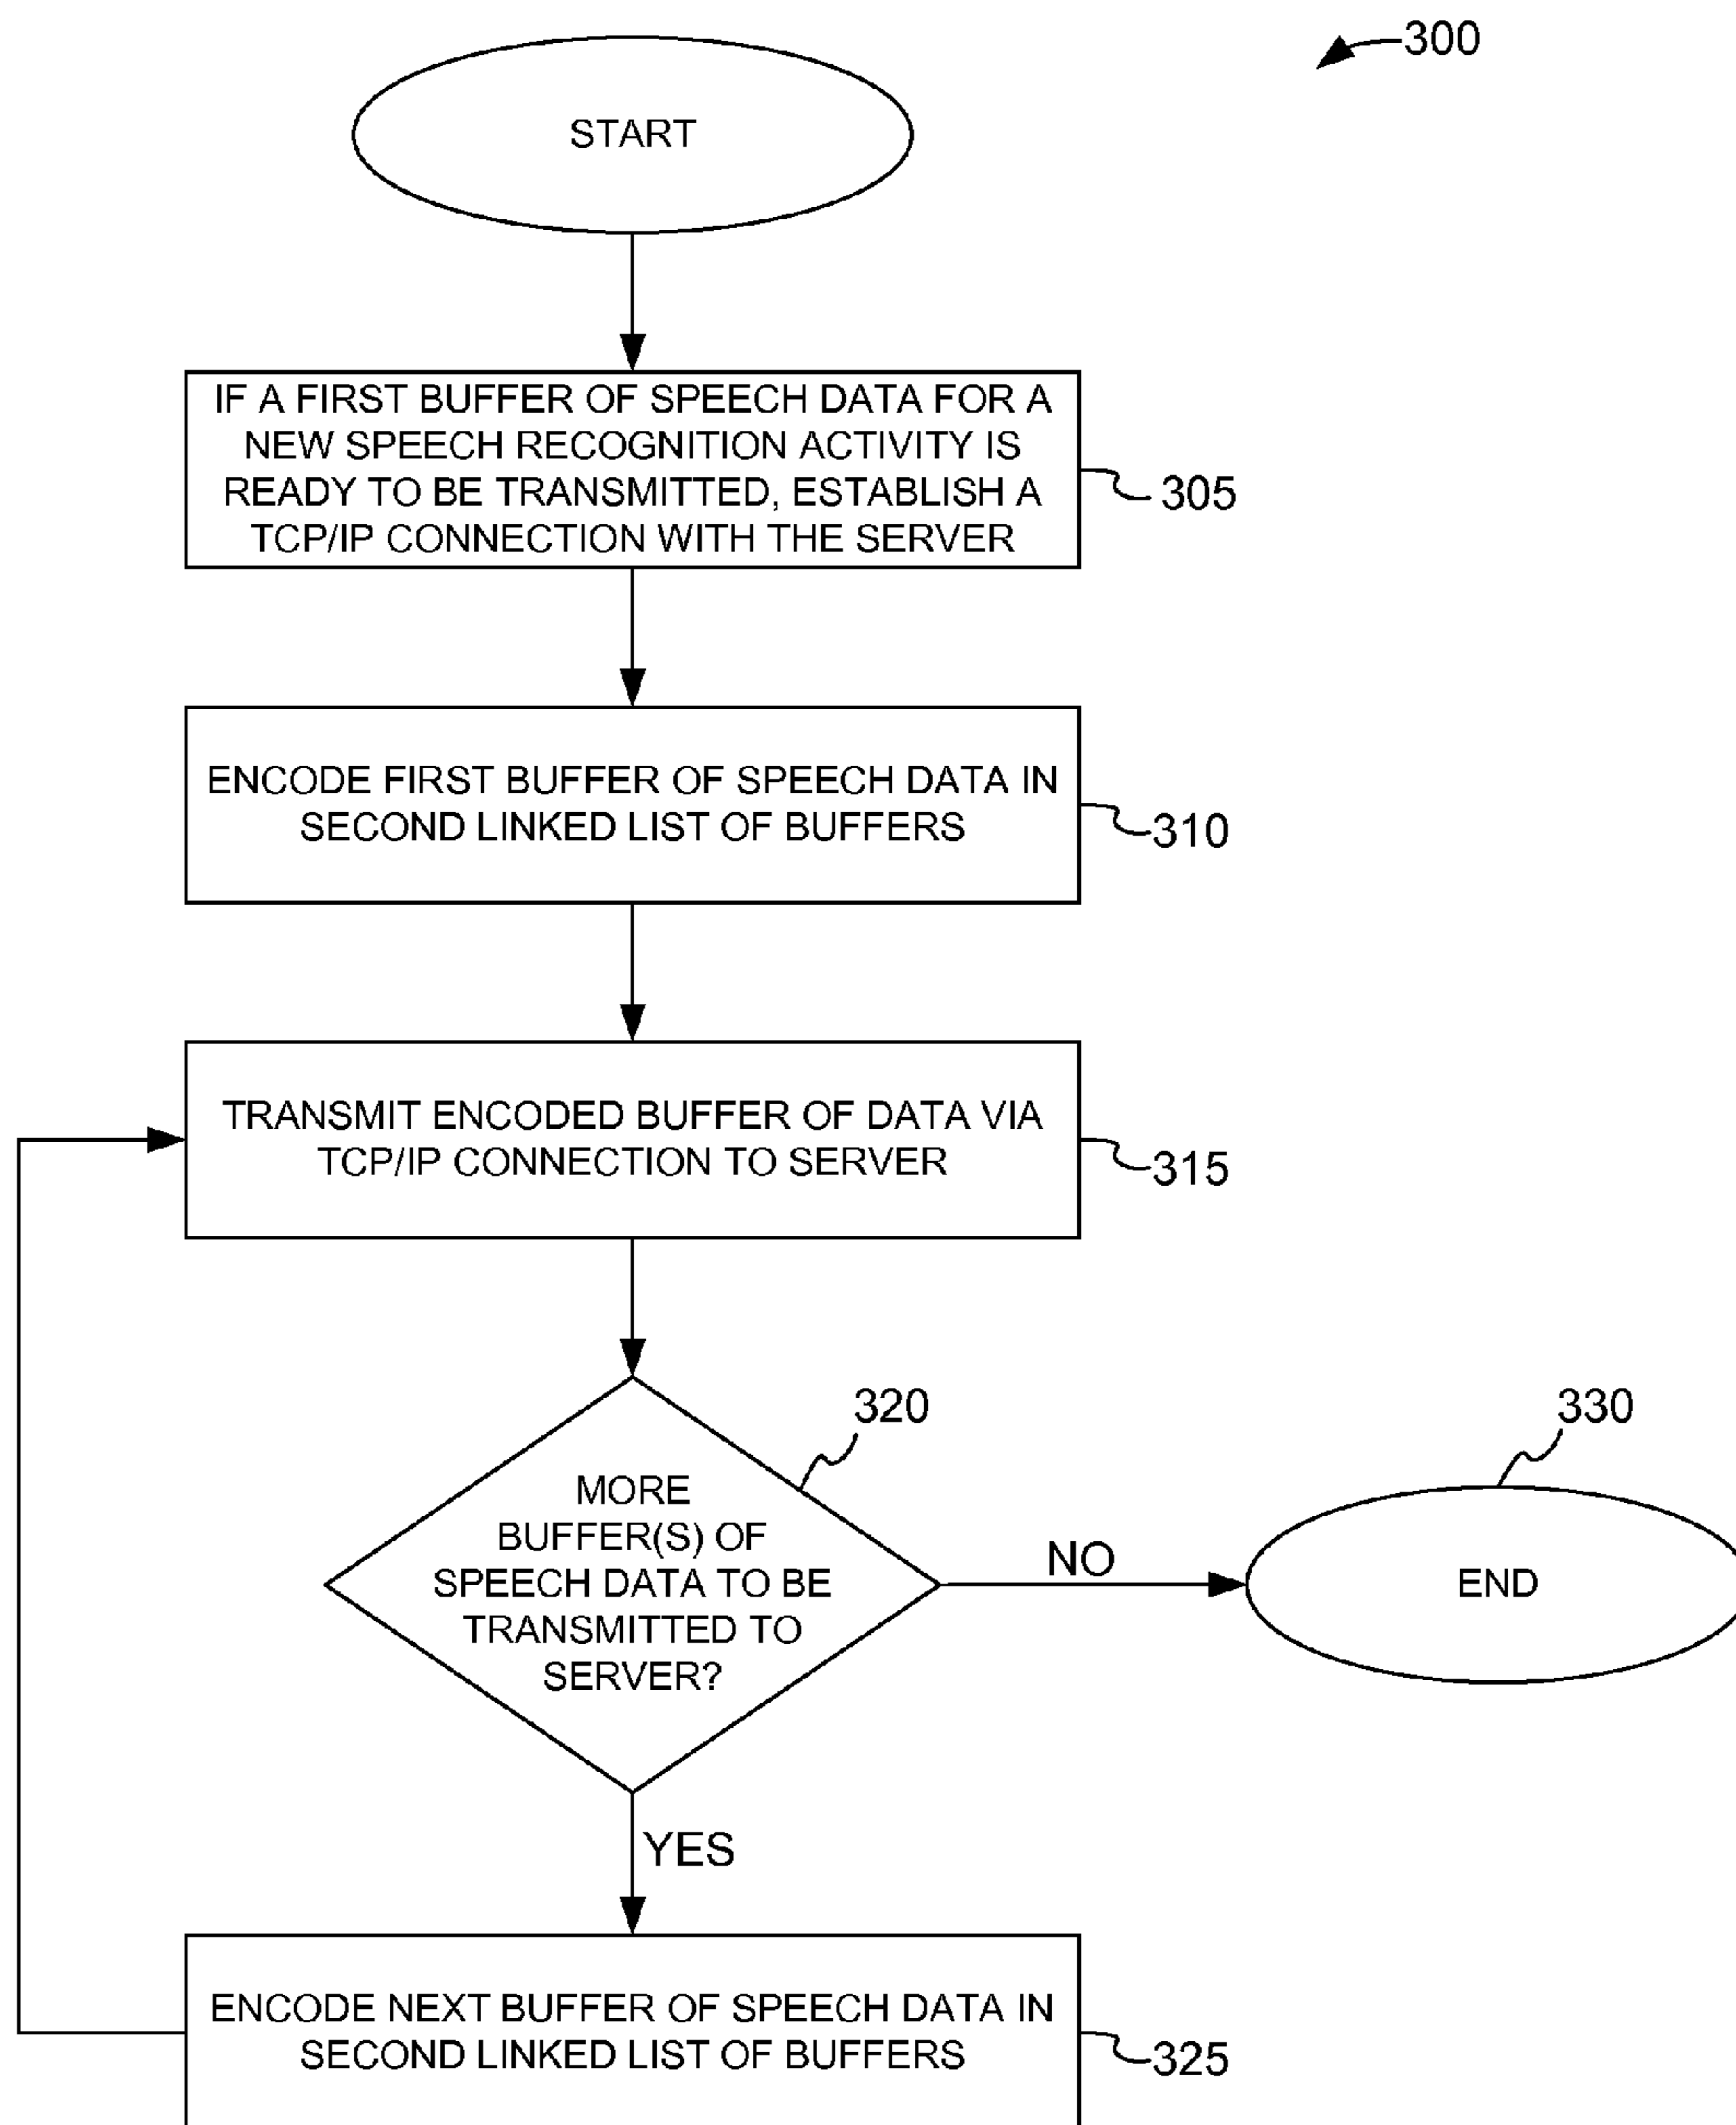 300
START
IF A FIRST BUFFER OF SPEECH DATA FOR A
NEW SPEECH RECOGNITION ACTIVITY IS
READY TO BE TRANSMITTED, ESTABLISH A
TCP/IP CONNECTION WITH THE SERVER
305
ENCODE FIRST BUFFER OF SPEECH DATA IN
SECOND LINKED LIST OF BUFFERS
310
TRANSMIT ENCODED BUFFER OF DATA VIA
TCP/IP CONNECTION TO SERVER
315
320
MORE
BUFFER(S) OF
SPEECH DATA TO BE
TRANSMITTED TO
SERVER?
NO
330
END
YES
ENCODE NEXT BUFFER OF SPEECH DATA IN
SECOND LINKED LIST OF BUFFERS
325